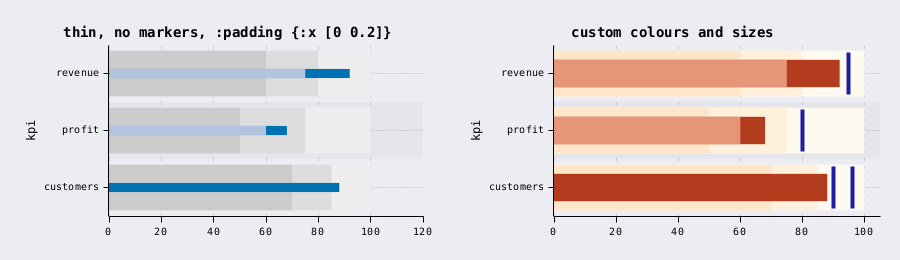 thin, no markers, :padding {:x [0 0.2]}
revenue
profit
customers
kpi
0 20 40 60 80 100 120
custom colours and sizes
revenue
profit
customers
kpi
0 20 40 60 80 100